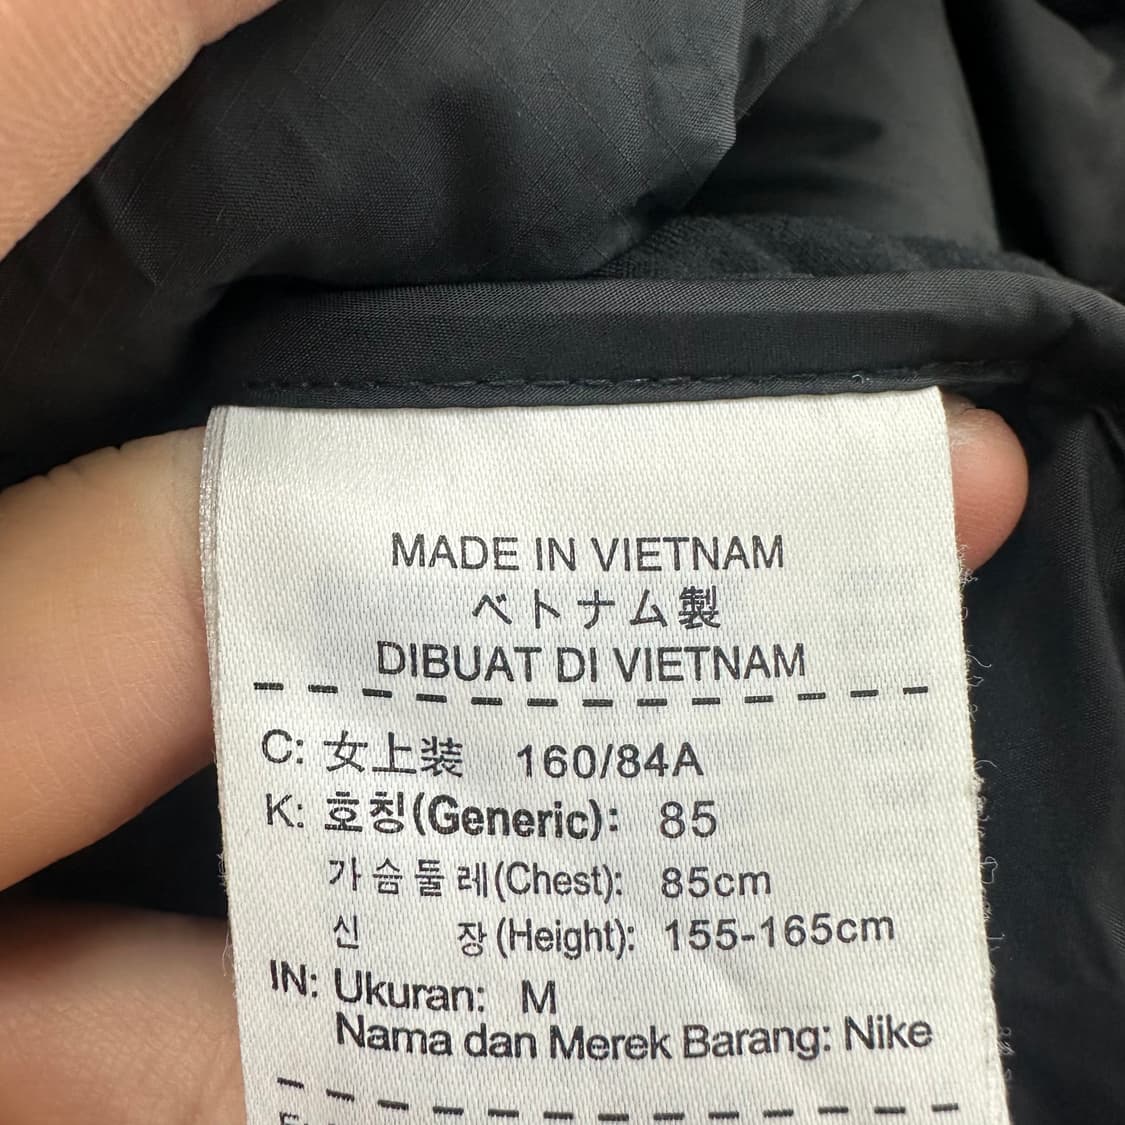 MADE IN VIETNAM
ベトナム製
DIBUAT DI VIETNAM
C: 女上装 160/84A
K: 호칭(Generic): 85
가슴둘레(Chest): 85cm
신 장(Height): 155-165cm
IN: Ukuran: M
Nama dan Merek Barang: Nike